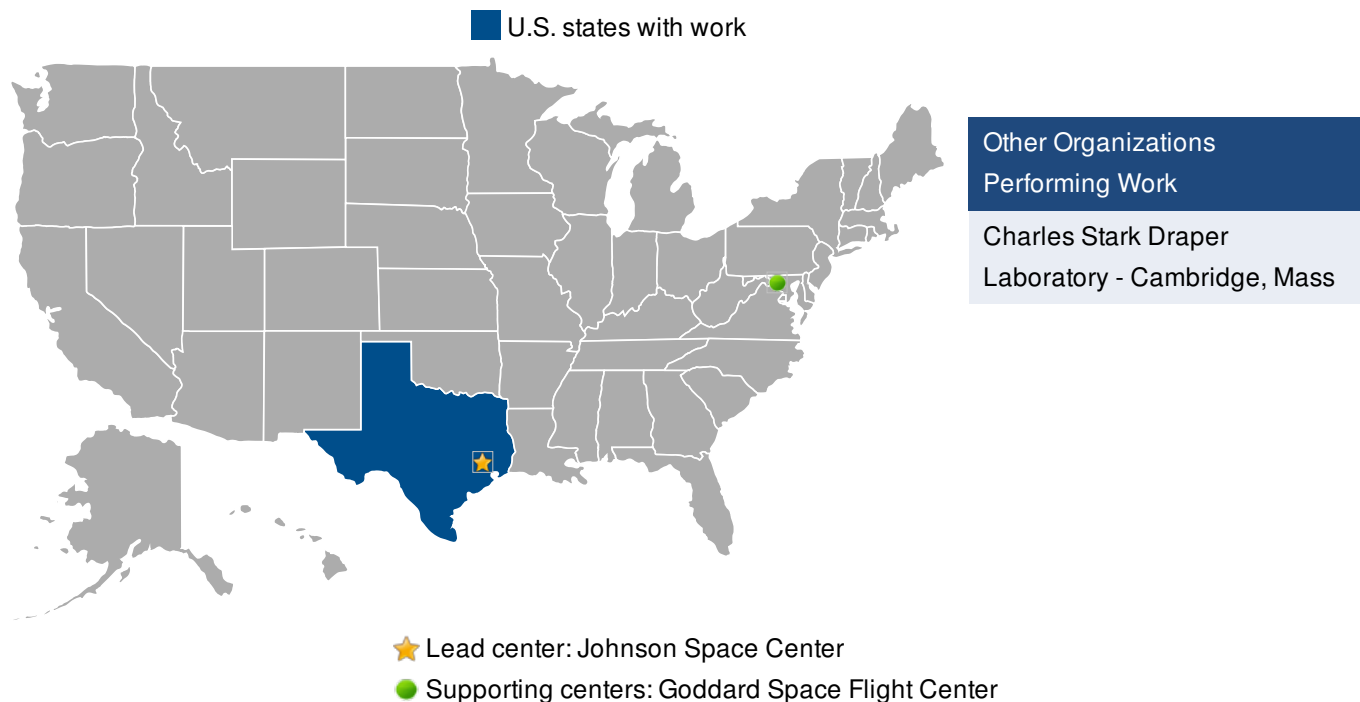 U.S. states with work
Other Organizations
Performing Work
Charles Stark Draper
Laboratory - Cambridge, Mass
Lead center: Johnson Space Center
Supporting centers: Goddard Space Flight Center